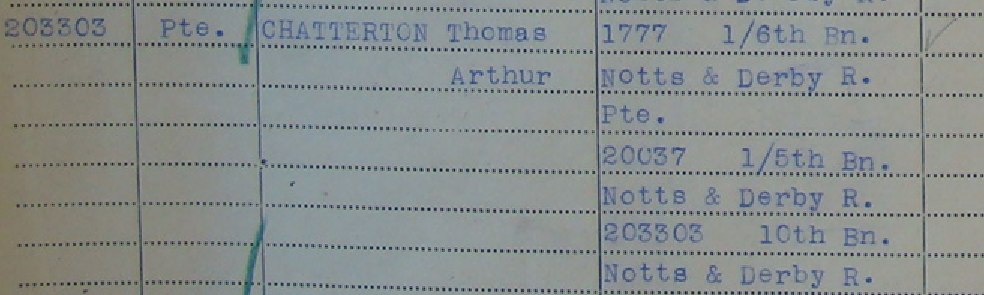 203303 Pte. CHATTERTON Thomas 1777 1/6th Bn.
Arthur Notts & Derby R.
Pte.
20037 1/5th Bn.
Notts & Derby R.
203303 10th Bn.
Notts & Derby R.